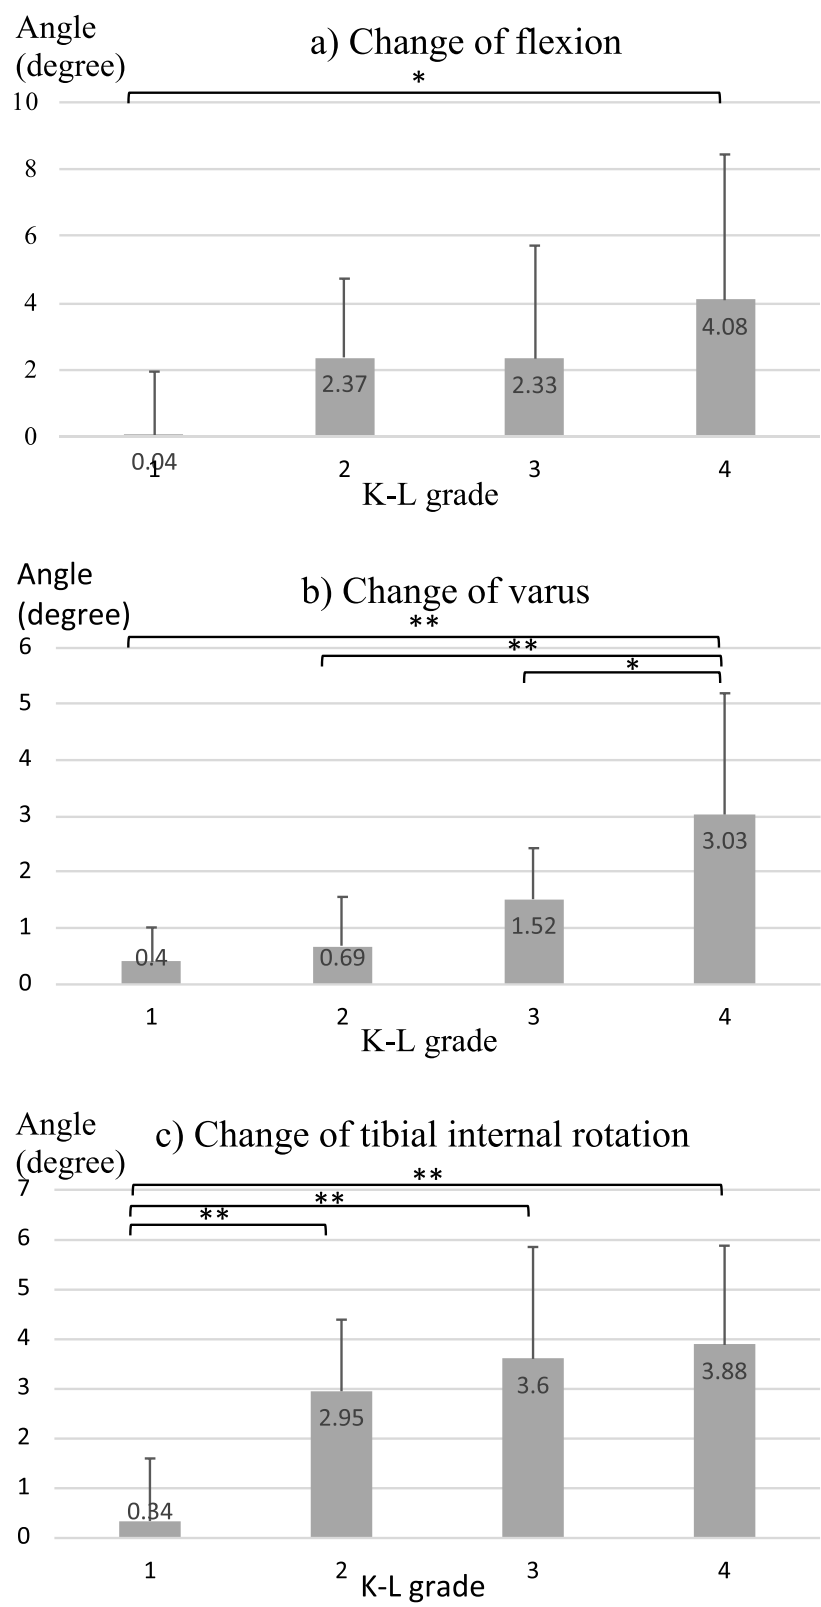 Angle
(degree)
a) Change of flexion
*
10
8
6
4
2
0
0.04
2.37
2.33
4.08
1 2 3 4
K-L grade
Angle
(degree)
b) Change of varus
**
**
*
6
5
4
3
2
1
0
0.4
0.69
1.52
3.03
1 2 3 4
K-L grade
Angle
(degree)
c) Change of tibial internal rotation
**
**
**
7
6
5
4
3
2
1
0
0.34
2.95
3.6
3.88
1 2 3 4
K-L grade